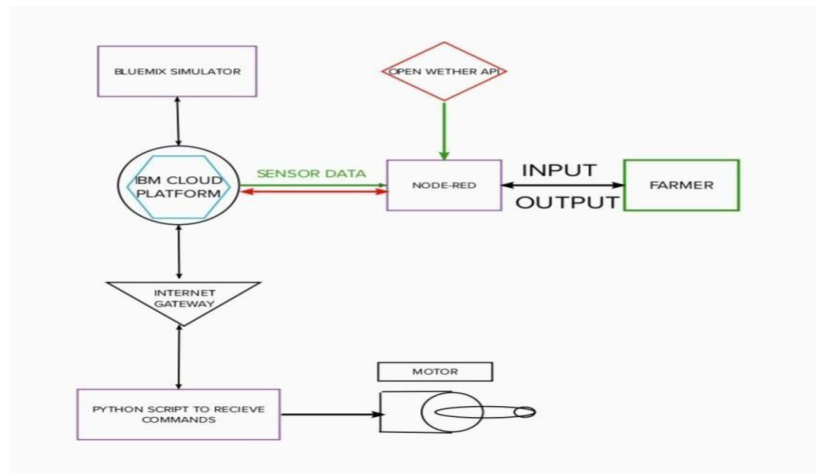 BLUEMIX SIMULATOR
OPEN WETHER API
IBM CLOUD
PLATFORM
SENSOR DATA
NODE-RED
INPUT
OUTPUT
FARMER
INTERNET
GATEWAY
MOTOR
PYTHON SCRIPT TO RECIEVE
COMMANDS